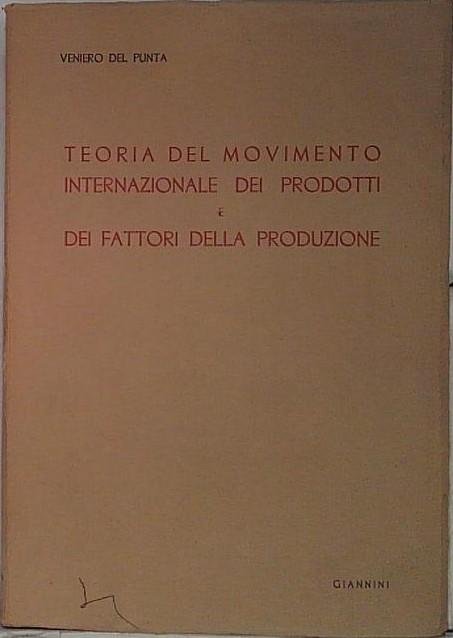 VENIERO DEL PUNTA
TEORIA DEL MOVIMENTO
INTERNAZIONALE DEI PRODOTTI
E
DEI FATTORI DELLA PRODUZIONE
GIANNINI